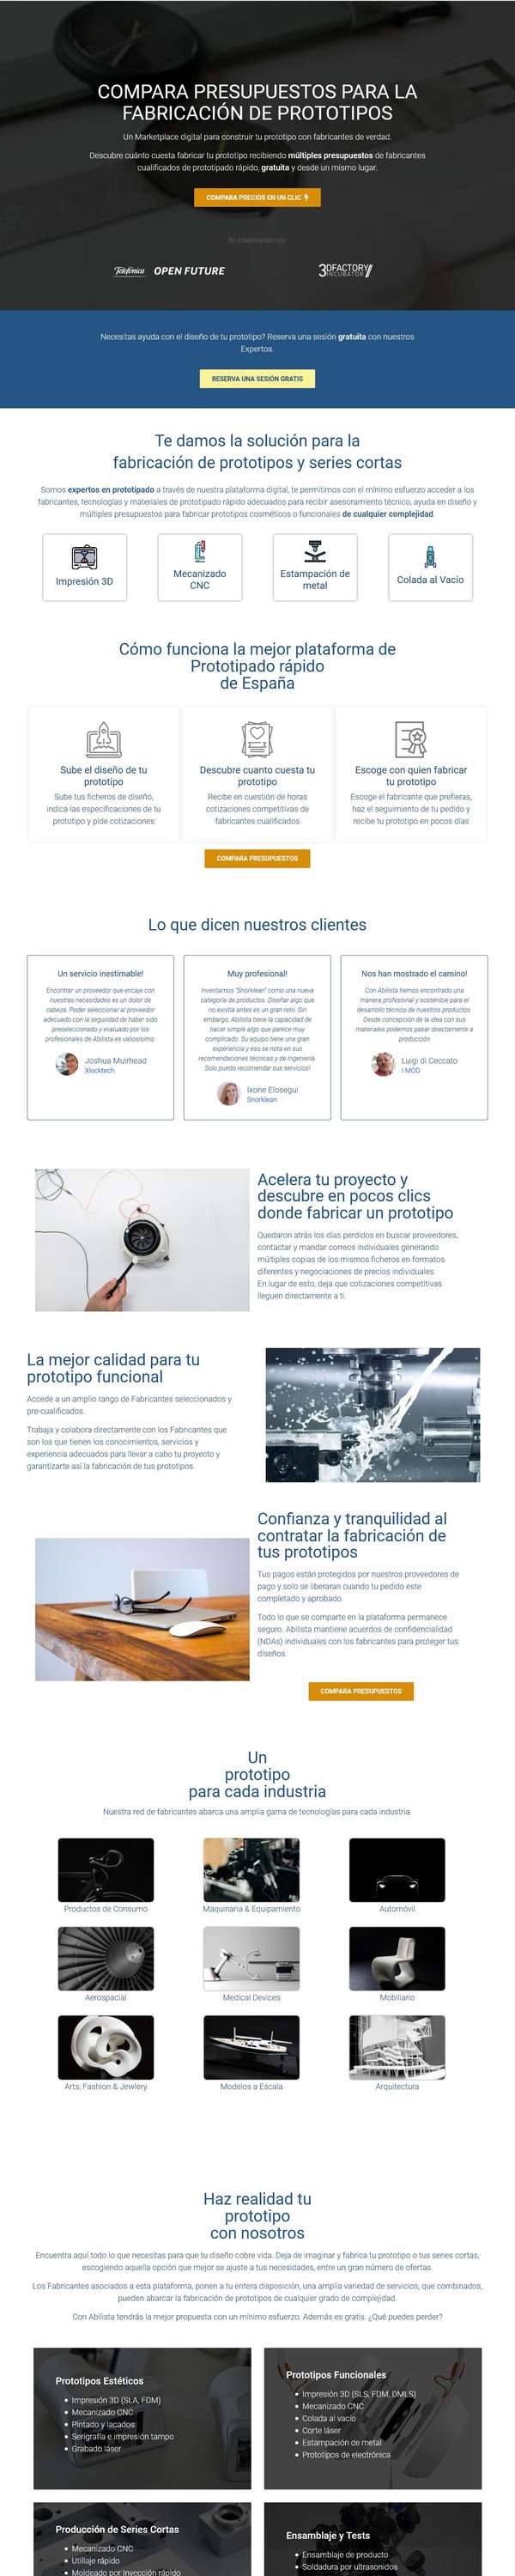 COMPARA PRESUPUESTOS PARA LA
FABRICACIÓN DE PROTOTIPOS
Un Marketplace digital para construir tu prototipo con fabricantes de verdad.
Descubre cuánto cuesta fabricar tu prototipo recibiendo múltiples presupuestos de fabricantes
cualificados de prototipado rápido, gratuita y desde un mismo lugar.
COMPARA PRECIOS EN UN CLIC
En colaboración con
Telefónica OPEN FUTURE
3DFACTORY
INCUBATOR
Necesitas ayuda con el diseño de tu prototipo? Reserva una sesión gratuita con nuestros
Expertos.
RESERVA UNA SESIÓN GRATIS
Te damos la solución para la
fabricación de prototipos y series cortas
Somos expertos en prototipado a través de nuestra plataforma digital, te permitimos con el mínimo esfuerzo acceder a los
fabricantes, tecnologías y materiales de prototipado rápido adecuados para recibir asesoramiento técnico, ayuda en diseño y
múltiples presupuestos para fabricar prototipos cosméticos o funcionales de cualquier complejidad.
Impresión 3D
Mecanizado
CNC
Estampación de
metal
Colada al Vacío
Cómo funciona la mejor plataforma de
Prototipado rápido
de España
Sube el diseño de tu
prototipo
Sube tus ficheros de diseño,
indica las especificaciones de tu
prototipo y pide cotizaciones
Descubre cuanto cuesta tu
prototipo
Recibe en cuestión de horas
cotizaciones competitivas de
fabricantes cualificados
Escoge con quien fabricar
tu prototipo
Escoge el fabricante que prefieras,
haz el seguimiento de tu pedido y
recibe tu prototipo en pocos días
COMPARA PRESUPUESTOS
Lo que dicen nuestros clientes
Un servicio inestimable!
Encontrar un proveedor que encaje con
nuestras necesidades es un dolor de
cabeza. Poder seleccionar al proveedor
adecuado con la seguridad de haber sido
preseleccionado y evaluado por los
profesionales de Abilista es valiosísimo.
Joshua Muirhead
Xlocktech
Muy profesional!
Inventamos "Snorklean" como una nueva
categoría de productos. Diseñar algo que
no existía antes es un gran reto. Sin
embargo, Abilista tiene la capacidad de
hacer simple algo que parece muy
complicado. Su equipo tiene una gran
experiencia y eso se nota en sus
recomendaciones técnicas y de ingeniería.
Solo puedo recomendar sus servicios!
Ixone Elosegui
Snorklean
Nos han mostrado el camino!
Con Abilista hemos encontrado una
manera profesional y sostenible para el
desarrollo técnico de nuestros productos.
Desde concepción de la idea con sus
materiales podemos pasar directamente a
producción
Luigi di Ceccato
I MOD
Acelera tu proyecto y
descubre en pocos clics
donde fabricar un prototipo
Quedaron atrás los días perdidos en buscar proveedores,
contactar y mandar correos individuales generando
múltiples copias de los mismos ficheros en formatos
diferentes y negociaciones de precios individuales.
En lugar de esto, deja que cotizaciones competitivas
lleguen directamente a ti.
La mejor calidad para tu
prototipo funcional
Accede a un amplio rango de Fabricantes seleccionados y
pre-cualificados.
Trabaja y colabora directamente con los Fabricantes que
son los que tienen los conocimientos, servicios y
experiencia adecuados para llevar a cabo tu proyecto y
garantizarte así la fabricación de tus prototipos.
Confianza y tranquilidad al
contratar la fabricación de
tus prototipos
Tus pagos están protegidos por nuestros proveedores de
pago y solo se liberaran cuando tu pedido este
completado y aprobado.
Todo lo que se comparte en la plataforma permanece
seguro. Abilista mantiene acuerdos de confidencialidad
(NDAs) individuales con los fabricantes para proteger tus
diseños.
COMPARA PRESUPUESTOS
Un
prototipo
para cada industria
Nuestra red de fabricantes abarca una amplia gama de tecnologías para cada industria.
Productos de Consumo
Maquinaria & Equipamiento
Automóvil
Aerospacial
Medical Devices
Mobiliario
Arts, Fashion & Jewlery
Modelos a Escala
Arquitectura
Haz realidad tu
prototipo
con nosotros
Encuentra aquí todo lo que necesitas para que tu diseño cobre vida. Deja de imaginar y fabrica tu prototipo o tus series cortas,
escogiendo aquella opción que mejor se ajuste a tus necesidades, entre un gran número de ofertas.
Los Fabricantes asociados a esta plataforma, ponen a tu entera disposición, una amplia variedad de servicios, que combinados,
pueden abarcar la fabricación de prototipos de cualquier grado de complejidad.
Con Abilista tendrás la mejor propuesta con un mínimo esfuerzo. Además es gratis. ¿Qué puedes perder?
Prototipos Estéticos
Impresión 3D (SLA, FDM)
Mecanizado CNC
Pintado y lacados
Serigrafía e impresión tampo
Grabado láser
Prototipos Funcionales
Impresión 3D (SLS, FDM, DMLS)
Mecanizado CNC
Colada al vacío
Corte láser
Estampación de metal
Prototipos de electrónica
Producción de Series Cortas
Mecanizado CNC
Utillaje rápido
Moldeado por Inyección rápido
Ensamblaje y Tests
Ensamblaje de producto
Soldadura por ultrasonidos